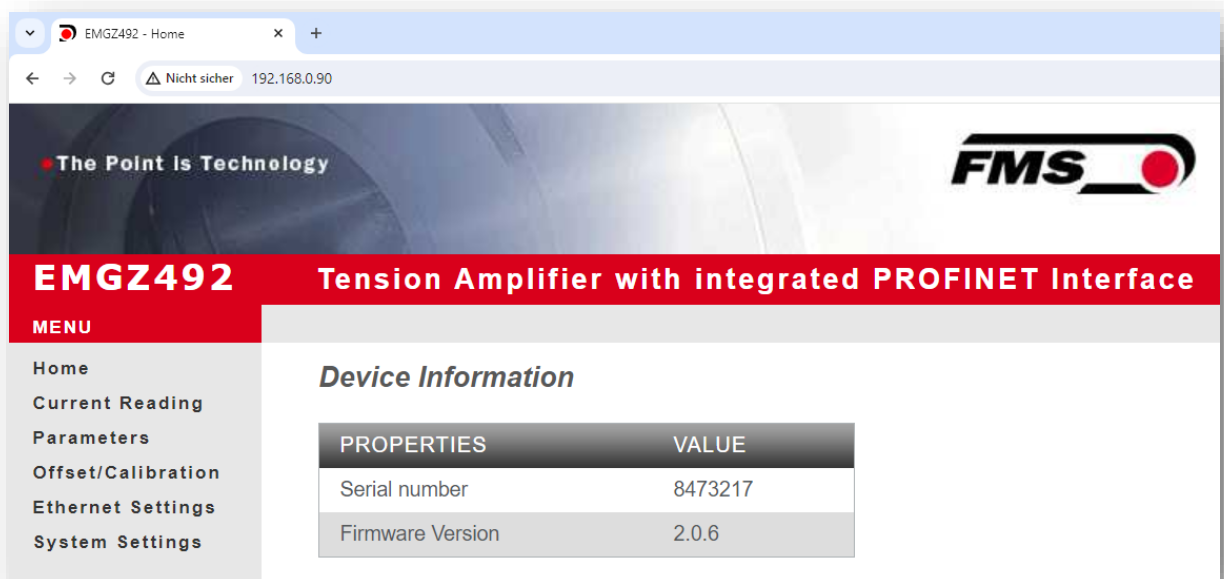 EMGZ492 - Home
Nicht sicher 192.168.0.90
The Point is Technology
FMS
EMGZ492 Tension Amplifier with integrated PROFINET Interface
MENU
Home
Current Reading
Parameters
Offset/Calibration
Ethernet Settings
System Settings
Device Information
PROPERTIES VALUE
Serial number 8473217
Firmware Version 2.0.6